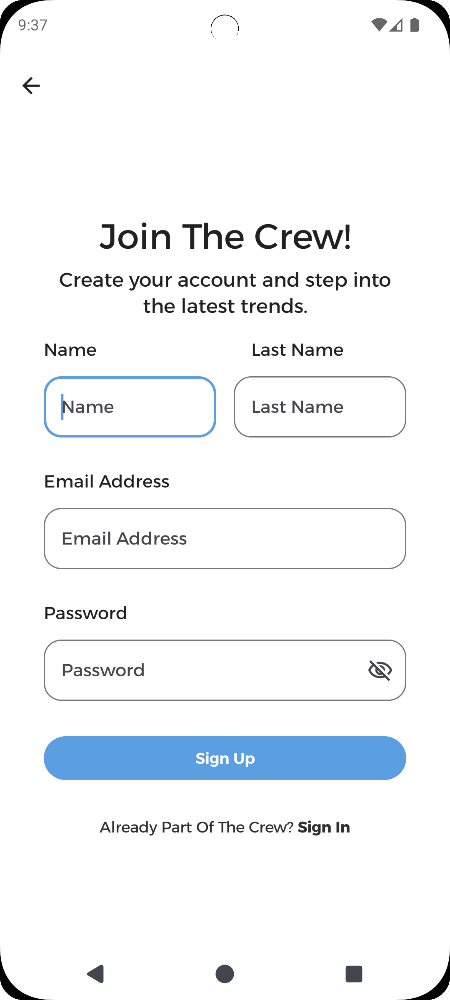 9:37
Join The Crew!
Create your account and step into
the latest trends.
Name Last Name
Name Last Name
Email Address
Email Address
Password
Password
Sign Up
Already Part Of The Crew? Sign In